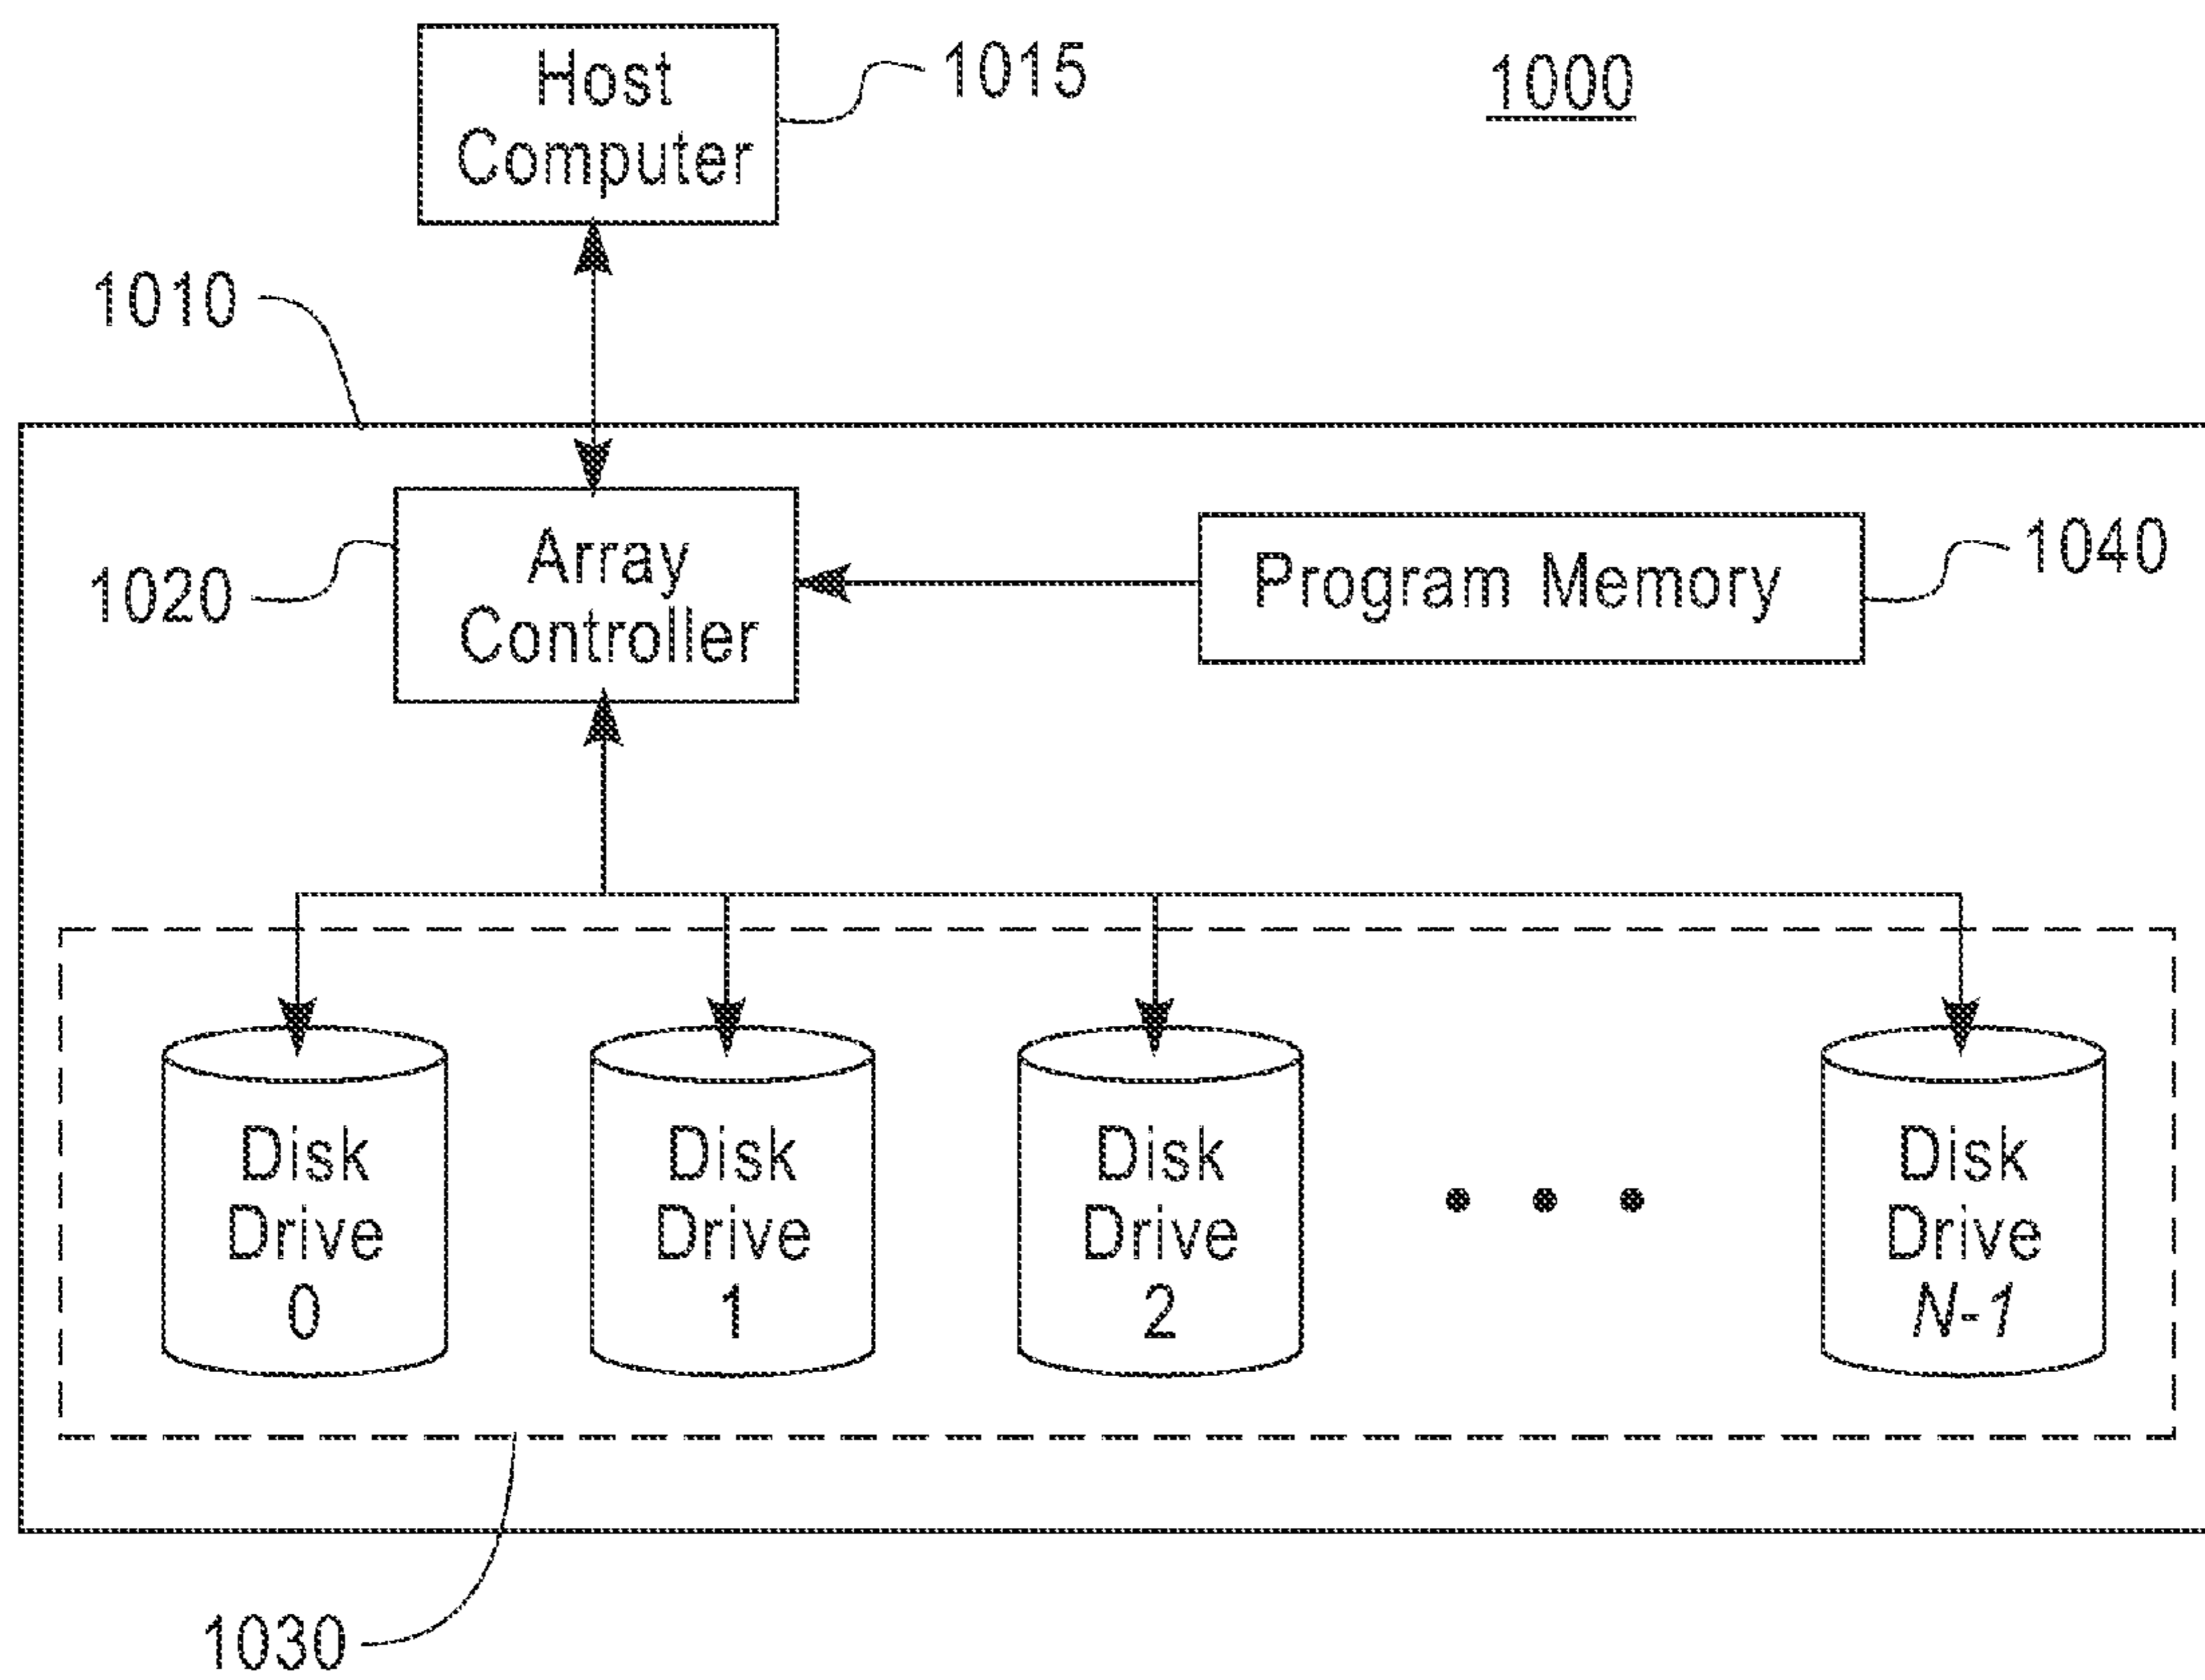 Host
Computer
1015
1000
1010
Array
Controller
1020
Program Memory
1040
Disk
Drive
0
Disk
Drive
1
Disk
Drive
2
• • •
Disk
Drive
N-1
1030